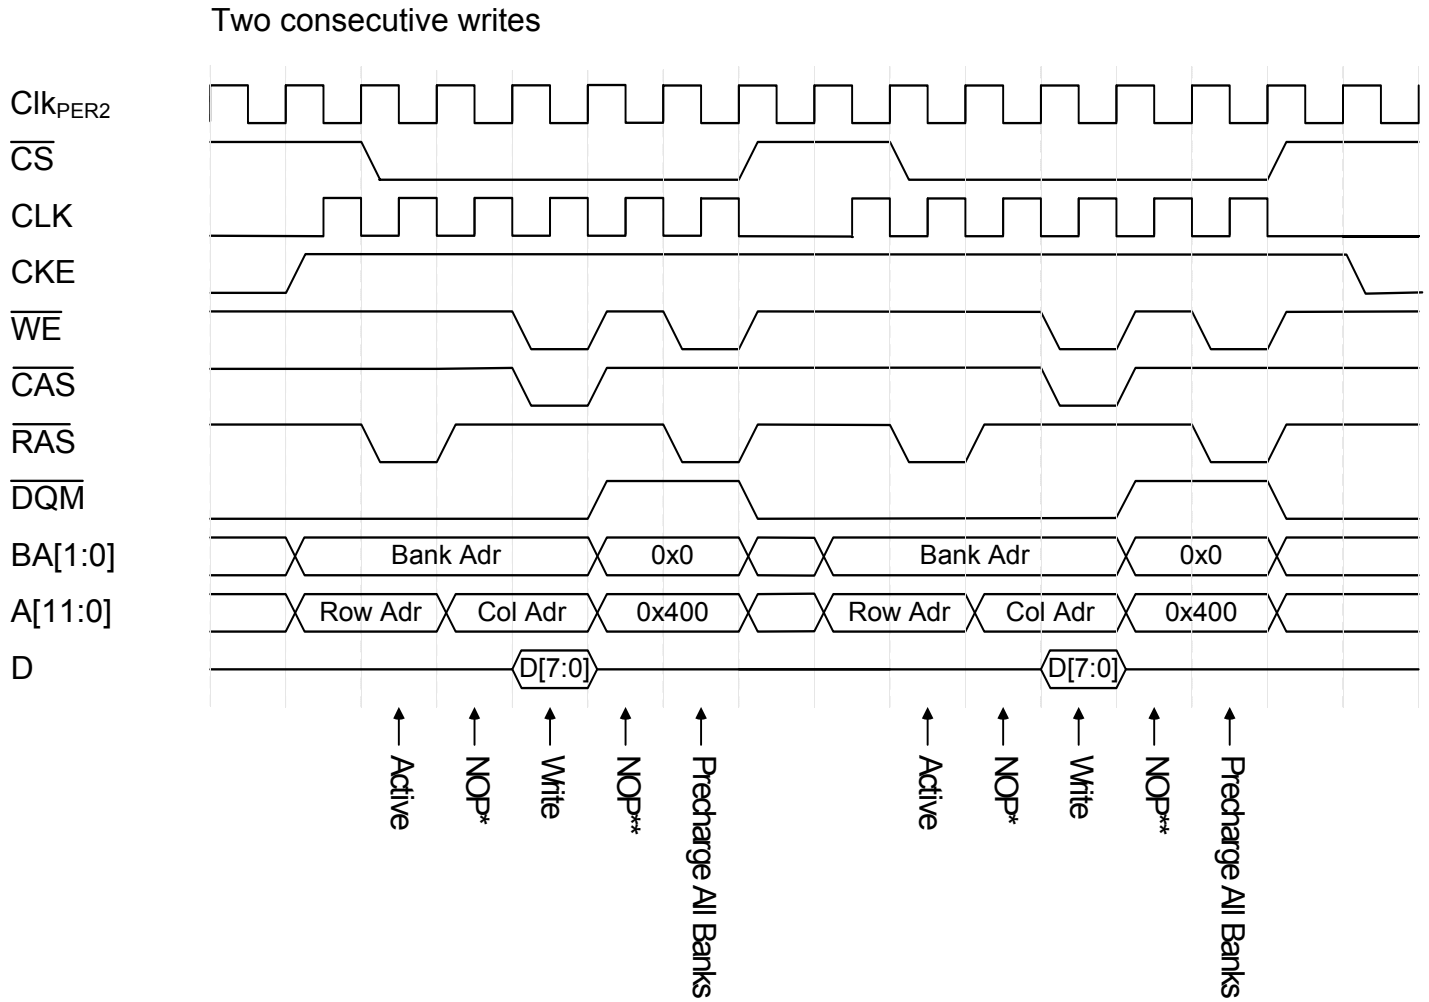 Two consecutive writes
ClkPER2
CS
CLK
CKE
WE
CAS
RAS
DQM
BA[1:0] Bank Adr 0x0 Bank Adr 0x0
A[11:0] Row Adr Col Adr 0x400 Row Adr Col Adr 0x400
D D[7:0] D[7:0]
Active
NOP*
Write
NOP**
Precharge All Banks
Active
NOP*
Write
NOP**
Precharge All Banks